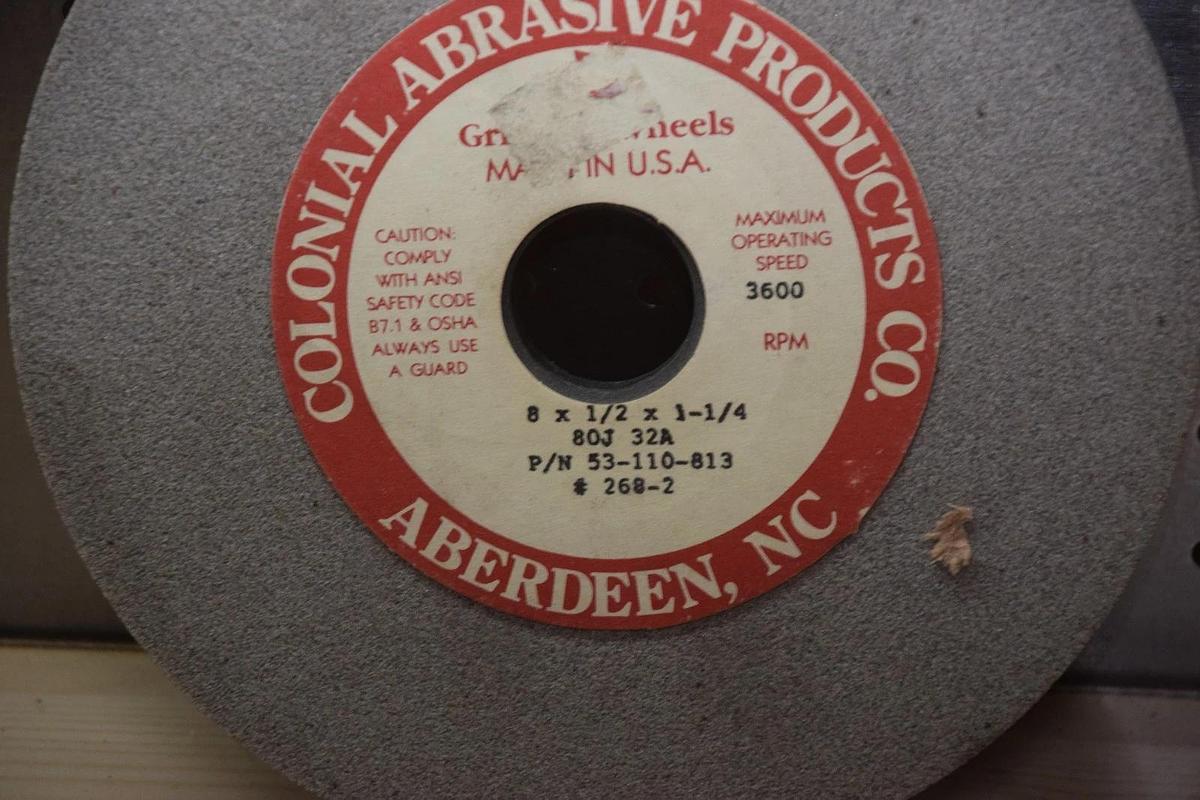 COLONIAL ABRASIVE PRODUCTS CO.
MA IN U.S.A.
CAUTION:
COMPLY
WITH ANSI
SAFETY CODE
B7.1 & OSHA
ALWAYS USE
A GUARD
MAXIMUM
OPERATING
SPEED
3600
RPM
8 x 1/2 x 1-1/4
80J 32A
P/N 53-110-813
# 268-2
ABERDEEN, NC